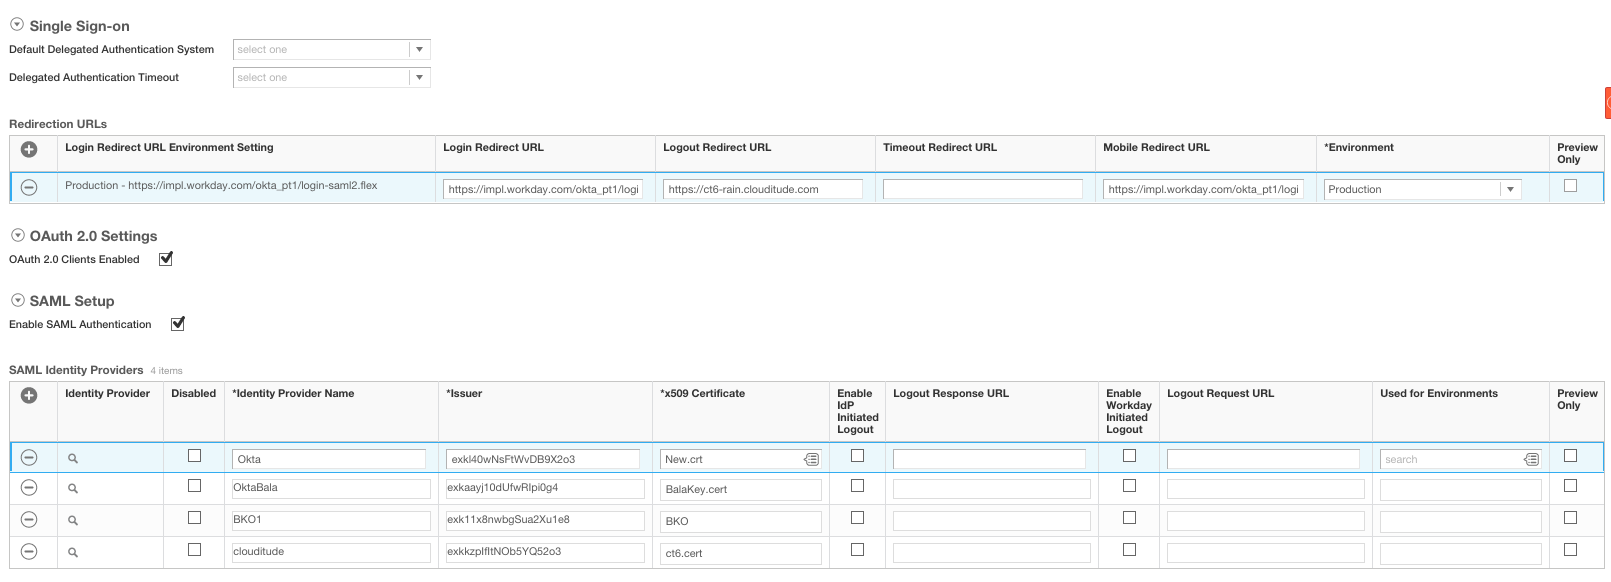 Single Sign-on
Default Delegated Authentication System select one
Delegated Authentication Timeout select one
Redirection URLs
Login Redirect URL Environment Setting Login Redirect URL Logout Redirect URL Timeout Redirect URL Mobile Redirect URL *Environment Preview Only
Production - https://impl.workday.com/okta_pt1/login-saml2.flex https://impl.workday.com/okta_pt1/logi https://ct6-rain.clouditude.com https://impl.workday.com/okta_pt1/logi Production
OAuth 2.0 Settings
OAuth 2.0 Clients Enabled
SAML Setup
Enable SAML Authentication
SAML Identity Providers 4 items
Identity Provider Disabled *Identity Provider Name *Issuer *x509 Certificate Enable IdP Initiated Logout Logout Response URL Enable Workday Initiated Logout Logout Request URL Used for Environments Preview Only
Okta exkl40wNsFtWvDB9X2o3 New.crt search
OktaBala exkaayj10dUfwRIpi0g4 BalaKey.cert
BKO1 exk11x8nwbgSua2Xu1e8 BKO
clouditude exkkzpIfItNOb5YQ52o3 ct6.cert